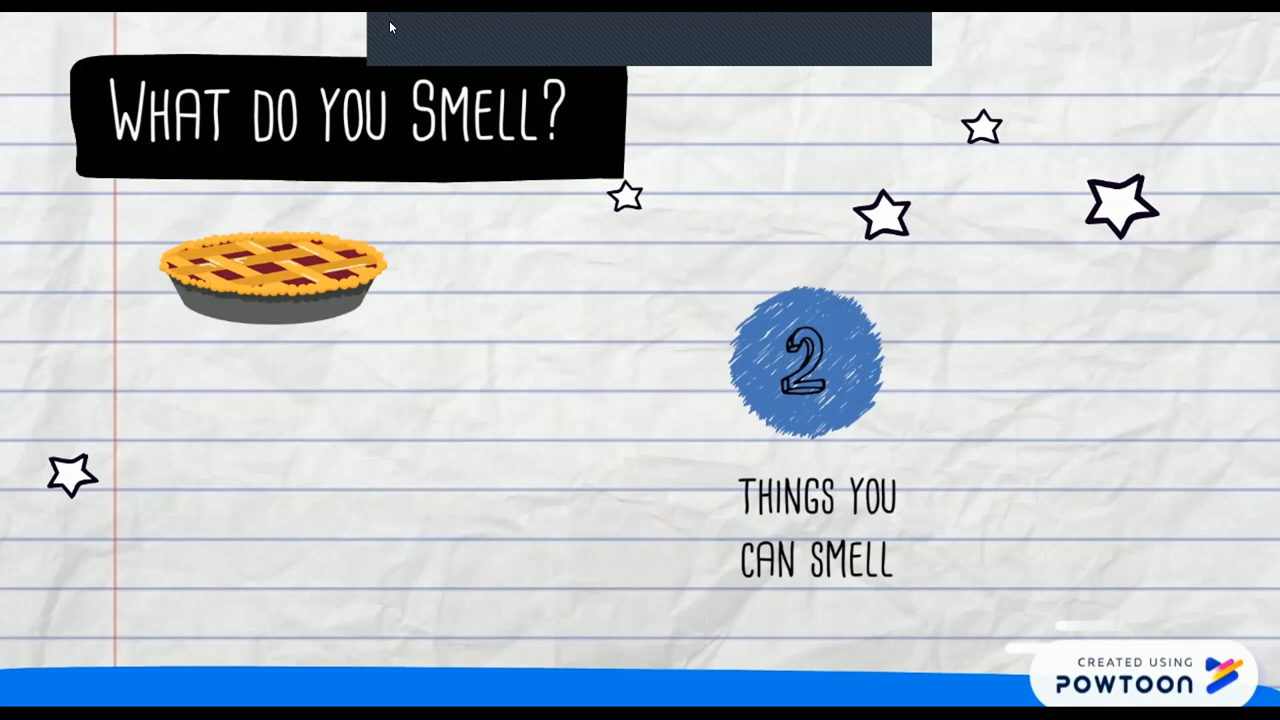 WHAT DO YOU SMELL?
2
THINGS YOU
CAN SMELL
CREATED USING
POWTOON